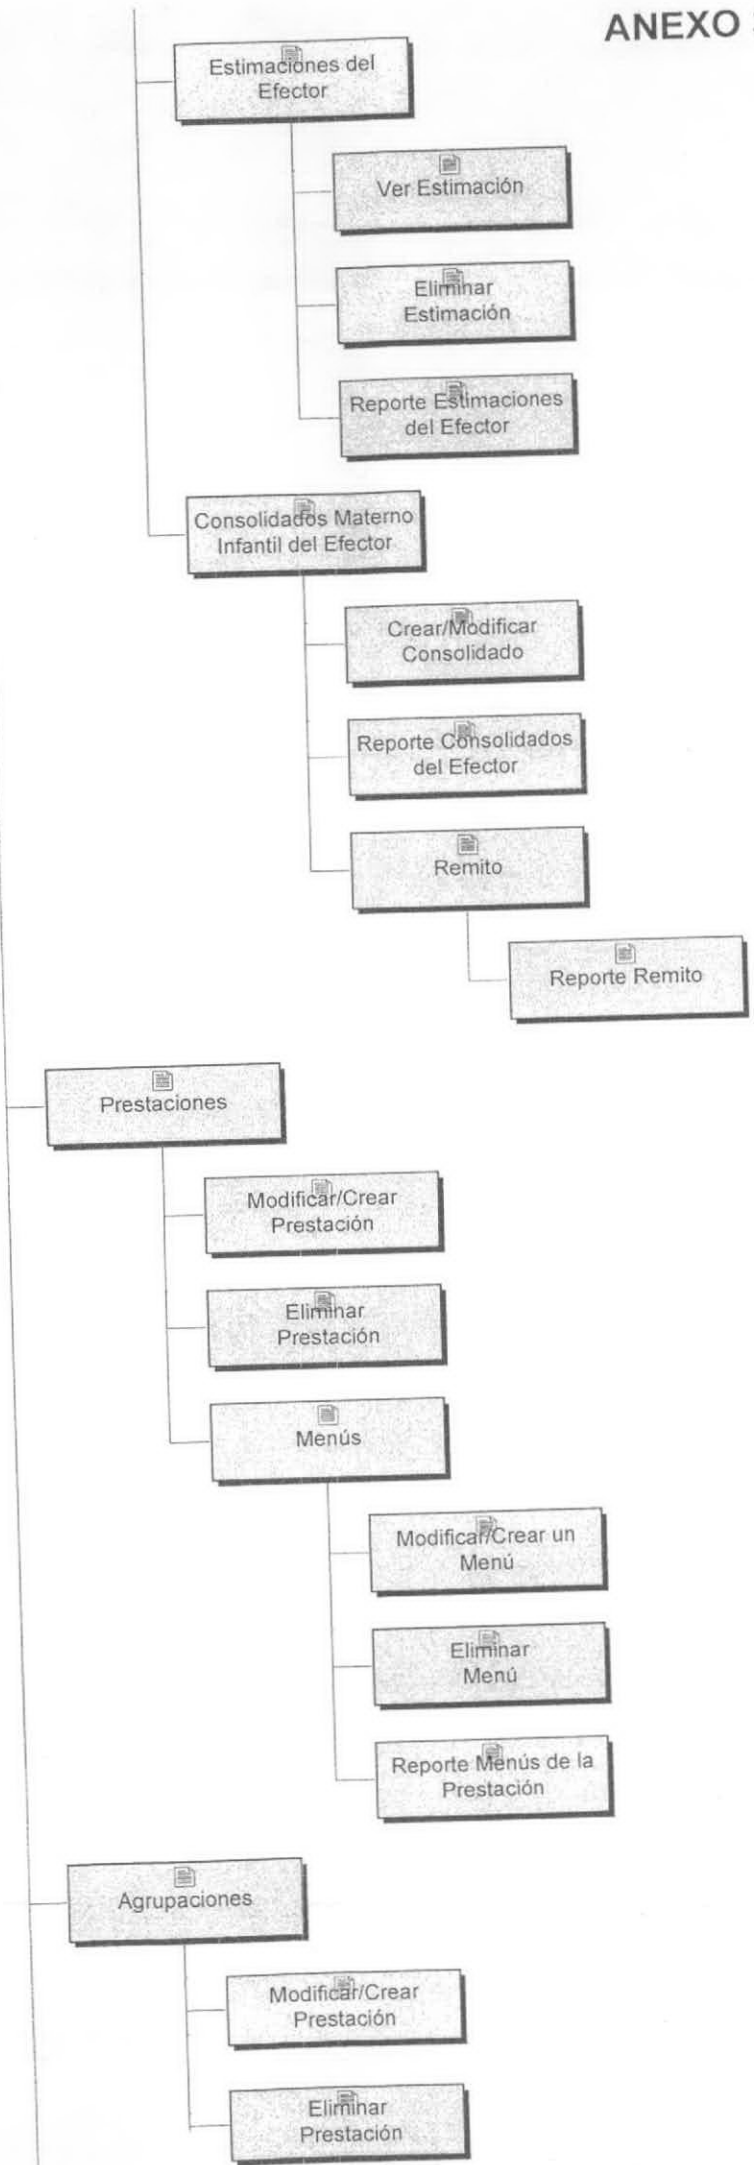 ANEXO
Estimaciones del
Efector
Ver Estimación
Eliminar
Estimación
Reporte Estimaciones
del Efector
Consolidados Materno
Infantil del Efector
Crear/Modificar
Consolidado
Reporte Consolidados
del Efector
Remito
Reporte Remito
Prestaciones
Modificar/Crear
Prestación
Eliminar
Prestación
Menús
Modificar/Crear un
Menú
Eliminar
Menú
Reporte Menús de la
Prestación
Agrupaciones
Modificar/Crear
Prestación
Eliminar
Prestación